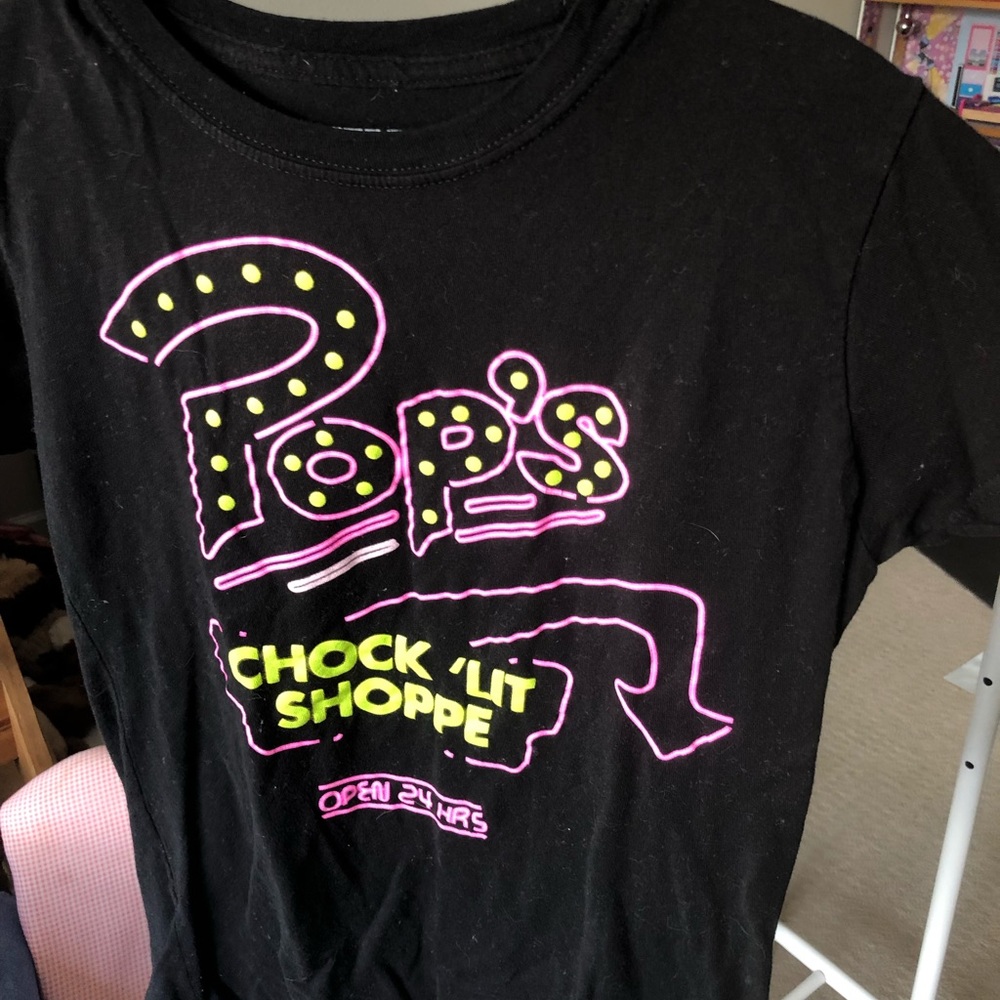 Pop's
CHOCK 'LIT
SHOPPE
OPEN 24 HRS